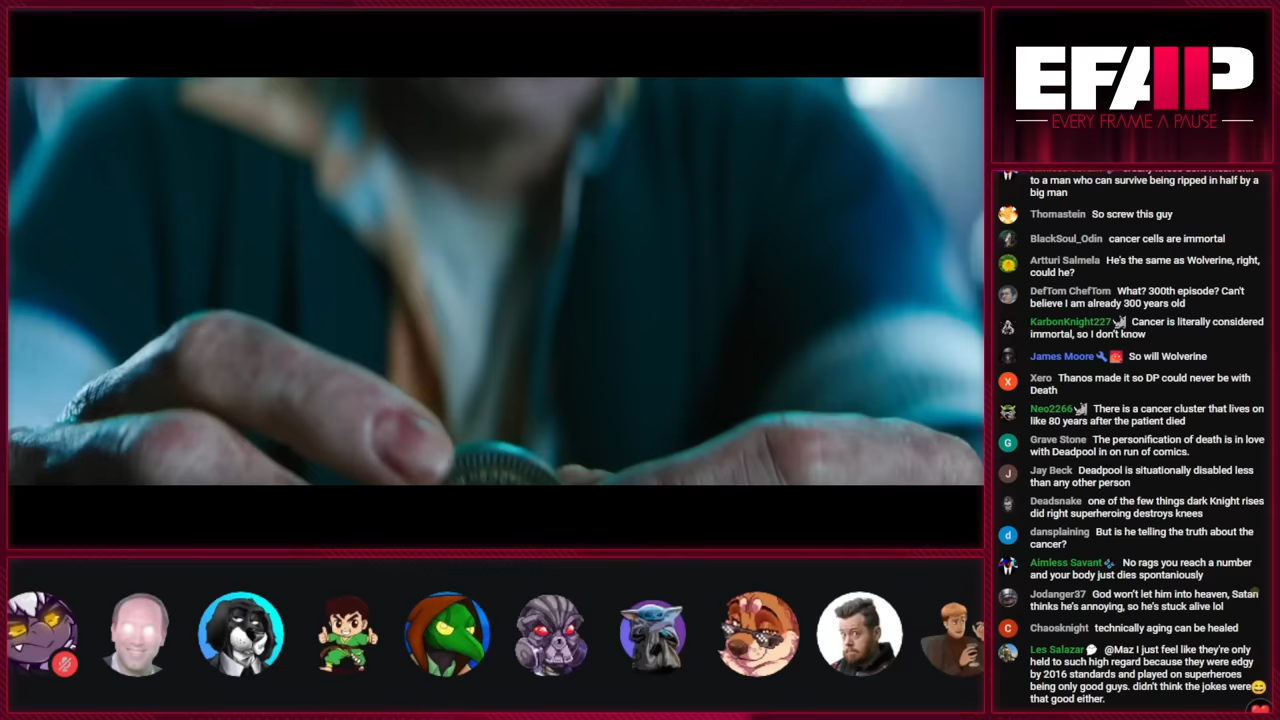 EFAP
EVERY FRAME A PAUSE
to a man who can survive being ripped in half by a
big man
Thomastein So screw this guy
BlackSoul_Odin cancer cells are immortal
Artturi Salmela He's the same as Wolverine, right,
could he?
DefTom ChefTom What? 300th episode? Can't
believe I am already 300 years old
KarbonKnight227 Cancer is literally considered
immortal, so I don't know
James Moore So will Wolverine
X
Xero Thanos made it so DP could never be with
Death
Neo2266 There is a cancer cluster that lives on
like 80 years after the patient died
G
Grave Stone The personification of death is in love
with Deadpool in on run of comics.
J
Jay Beck Deadpool is situationally disabled less
than any other person
Deadsnake one of the few things dark Knight rises
did right superheroing destroys knees
d
dansplaining But is he telling the truth about the
cancer?
Aimless Savant No rags you reach a number
and your body just dies spontaniously
Jodanger37 God won't let him into heaven, Satan
thinks he's annoying, so he's stuck alive lol
C
Chaosknight technically aging can be healed
Les Salazar @Maz I just feel like they're only
held to such high regard because they were edgy
by 2016 standards and played on superheroes
being only good guys. didn't think the jokes were
that good either.